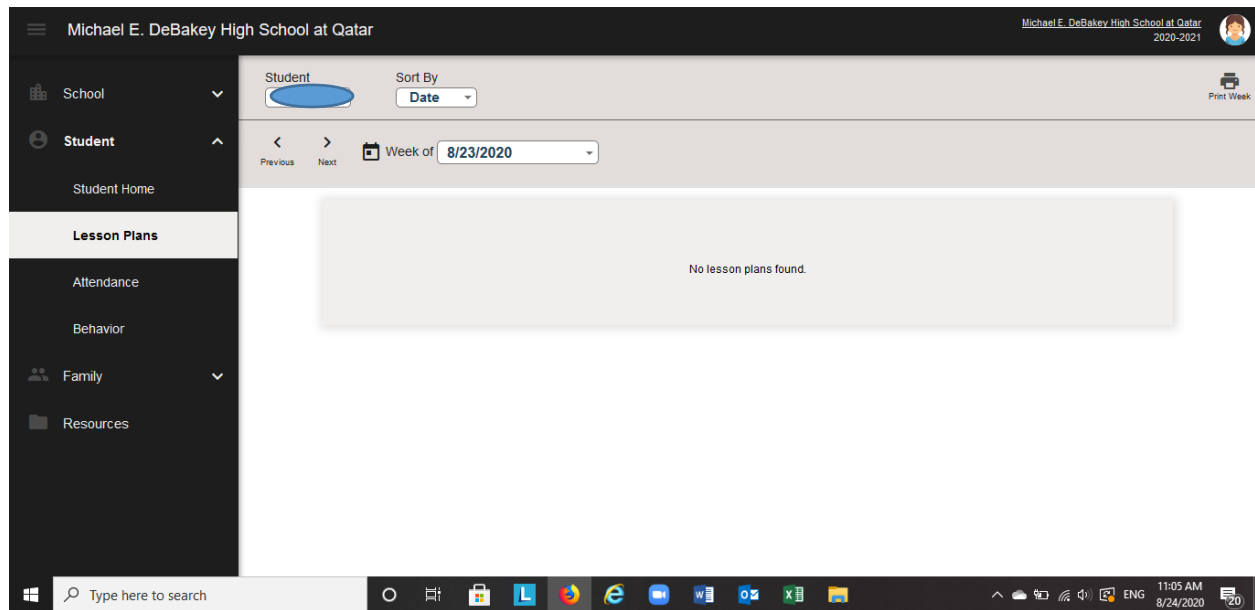 Michael E. DeBakey High School at Qatar
Michael E. DeBakey High School at Qatar
2020-2021
School
Student
Student Home
Lesson Plans
Attendance
Behavior
Family
Resources
Student
Sort By
Date
Print Week
Previous
Next
Week of 8/23/2020
No lesson plans found.
Type here to search
ENG
11:05 AM
8/24/2020
20